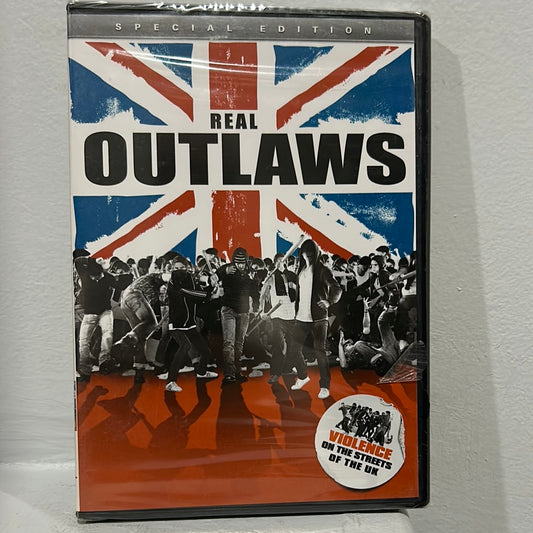 SPECIAL EDITION
REAL
OUTLAWS
VIOLENCE
ON THE STREETS
OF THE UK